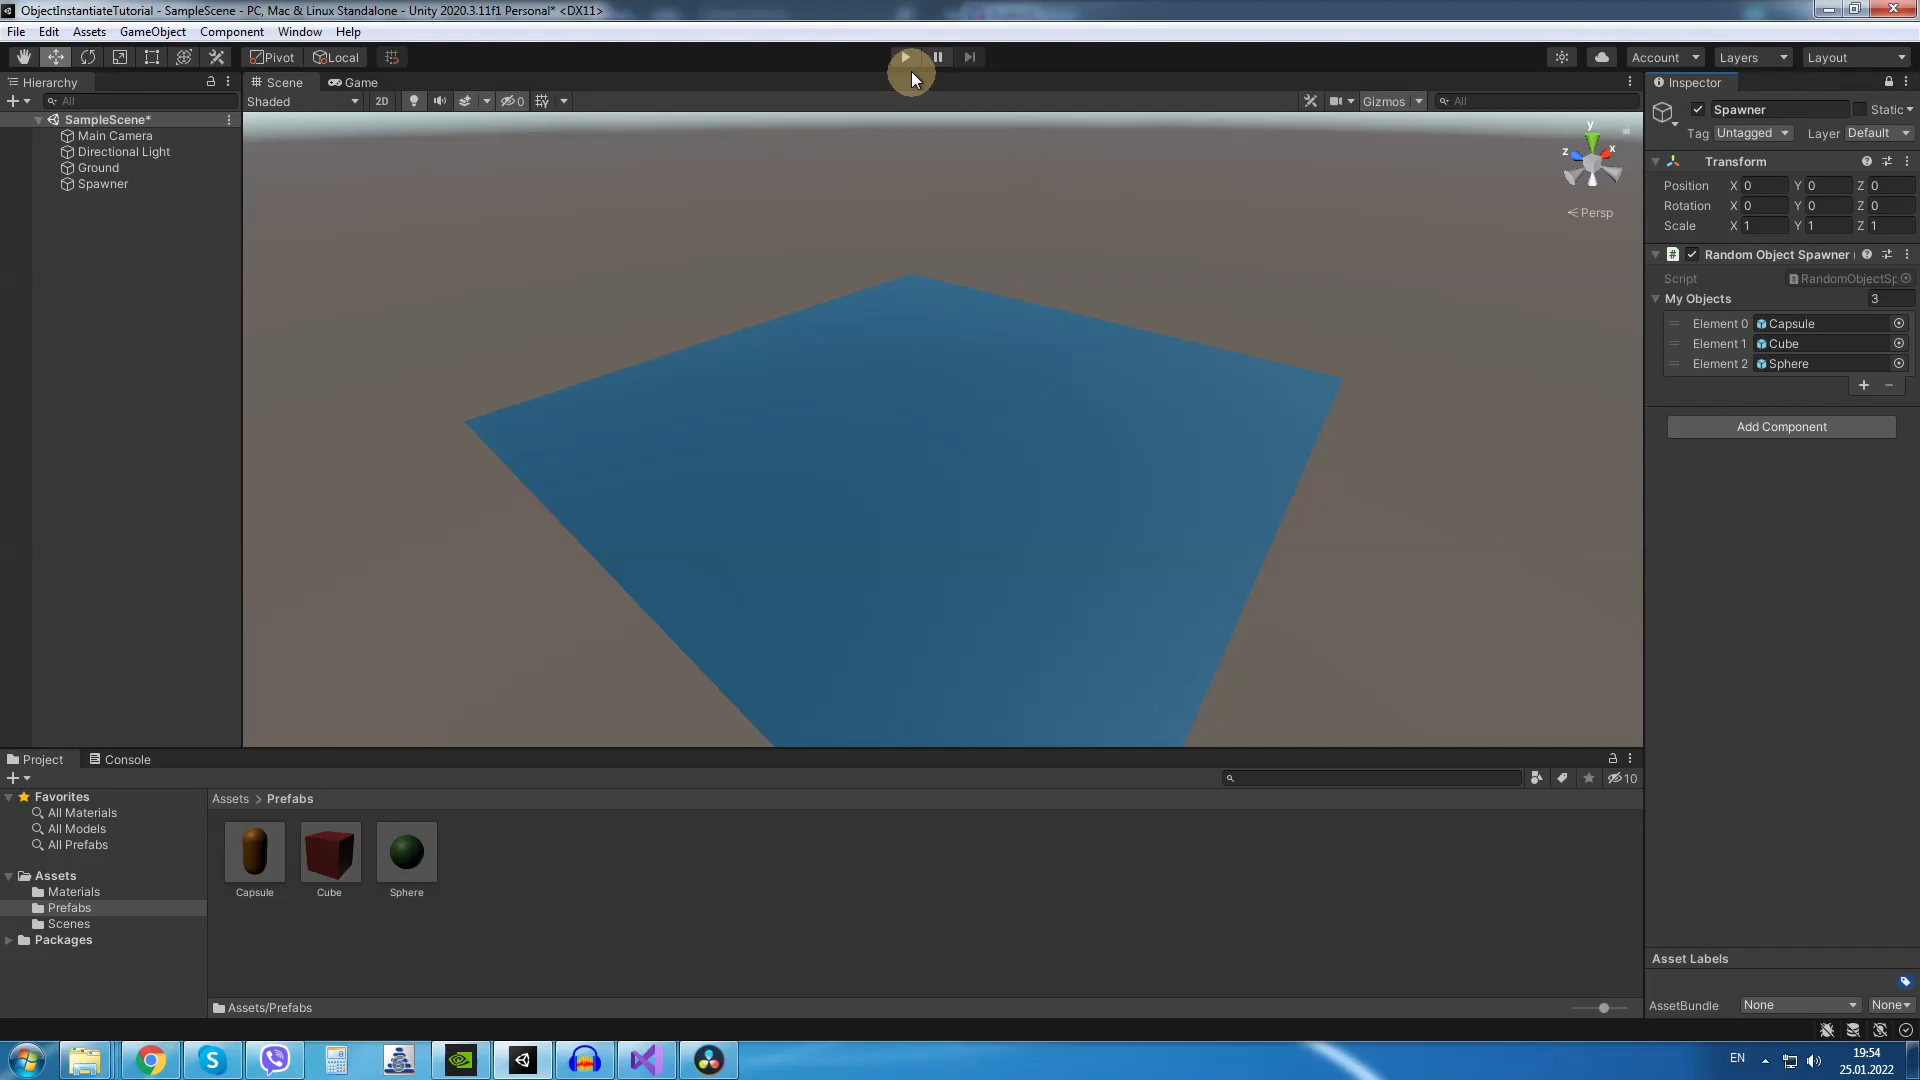 ObjectInstantiateTutorial - SampleScene - PC, Mac & Linux Standalone - Unity 2020.3.11f1 Personal* <DX11>
File Edit Assets GameObject Component Window Help
Pivot Local Account Layers Layout
Hierarchy Scene Game Inspector
All Shaded 2D 0 Gizmos All
Spawner Static
SampleScene*
Main Camera
Directional Light
Ground
Spawner
y
z x
Persp
Tag Untagged Layer Default
Transform
Position X 0 Y 0 Z 0
Rotation X 0 Y 0 Z 0
Scale X 1 Y 1 Z 1
Random Object Spawner
Script RandomObjectSp
My Objects 3
Element 0 Capsule
Element 1 Cube
Element 2 Sphere
Add Component
Project Console
10
Favorites
All Materials
All Models
All Prefabs
Assets
Materials
Prefabs
Scenes
Packages
Assets > Prefabs
Capsule Cube Sphere
Assets/Prefabs
Asset Labels
AssetBundle None None
EN 19:54
25.01.2022